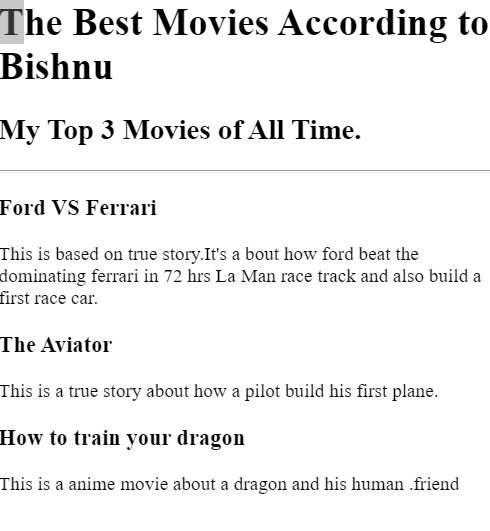 The Best Movies According to
Bishnu
My Top 3 Movies of All Time.
Ford VS Ferrari
This is based on true story.It's a bout how ford beat the
dominating ferrari in 72 hrs La Man race track and also build a
first race car.
The Aviator
This is a true story about how a pilot build his first plane.
How to train your dragon
This is a anime movie about a dragon and his human .friend